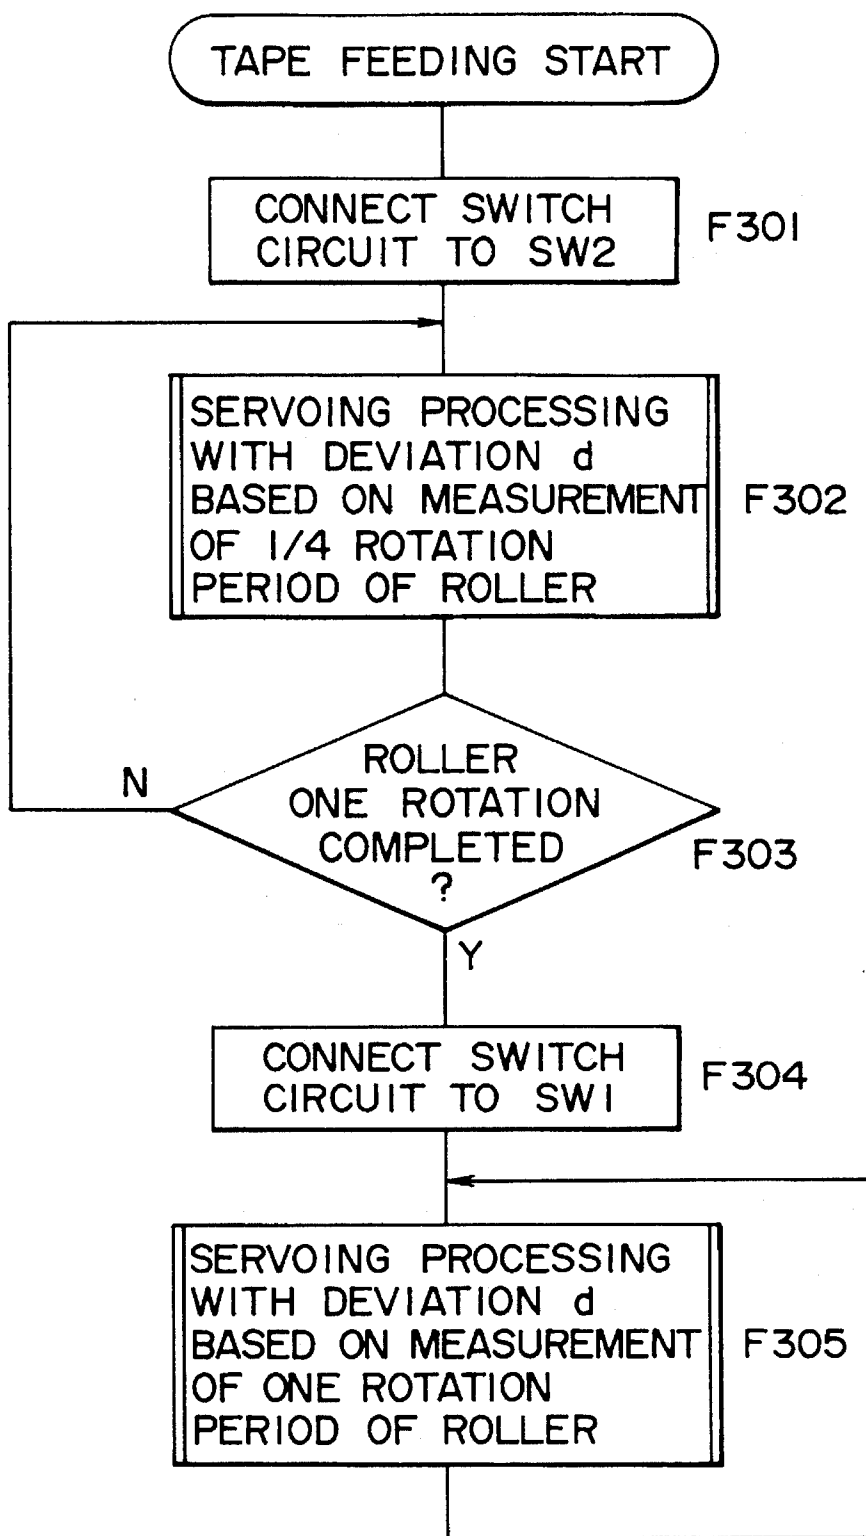 TAPE FEEDING START
CONNECT SWITCH
CIRCUIT TO SW2
F301
SERVOING PROCESSING
WITH DEVIATION d
BASED ON MEASUREMENT
OF 1/4 ROTATION
PERIOD OF ROLLER
F302
ROLLER
ONE ROTATION
COMPLETED
?
N
F303
Y
CONNECT SWITCH
CIRCUIT TO SW1
F304
SERVOING PROCESSING
WITH DEVIATION d
BASED ON MEASUREMENT
OF ONE ROTATION
PERIOD OF ROLLER
F305